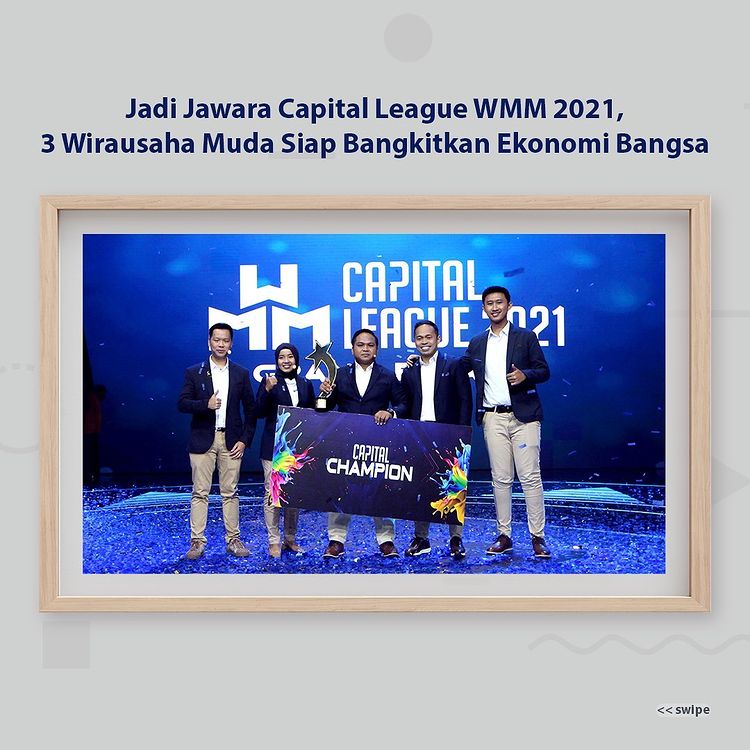 Jadi Jawara Capital League WMM 2021,
3 Wirausaha Muda Siap Bangkitkan Ekonomi Bangsa
WMM
CAPITAL
LEAGUE 2021
CAPITAL
CHAMPION
<< swipe